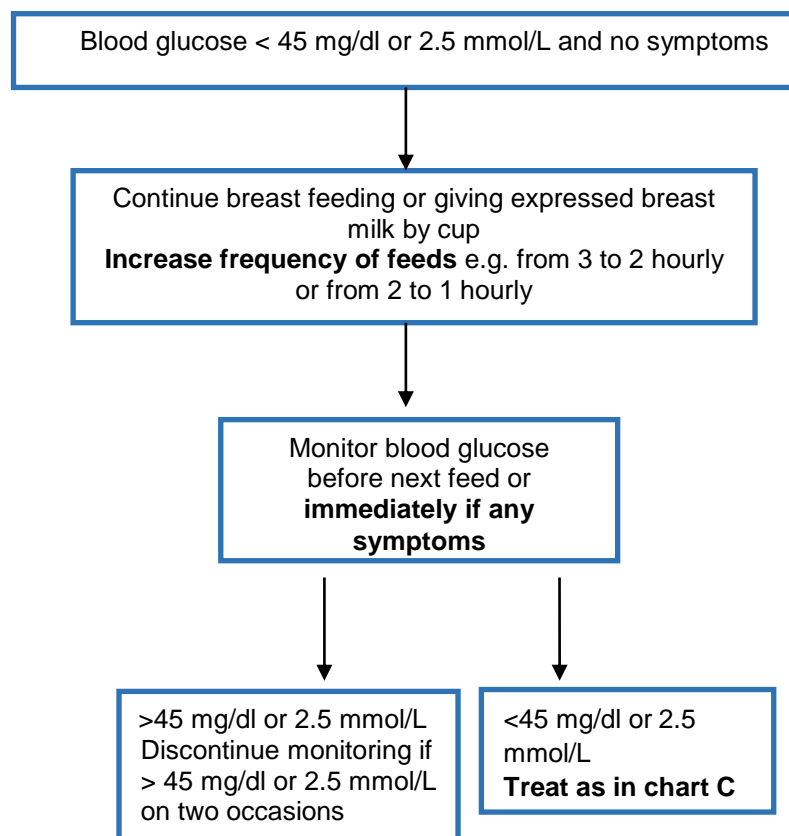 Blood glucose < 45 mg/dl or 2.5 mmol/L and no symptoms
Continue breast feeding or giving expressed breast
milk by cup
Increase frequency of feeds e.g. from 3 to 2 hourly
or from 2 to 1 hourly
Monitor blood glucose
before next feed or
immediately if any
symptoms
>45 mg/dl or 2.5 mmol/L
Discontinue monitoring if
> 45 mg/dl or 2.5 mmol/L
on two occasions
<45 mg/dl or 2.5
mmol/L
Treat as in chart C